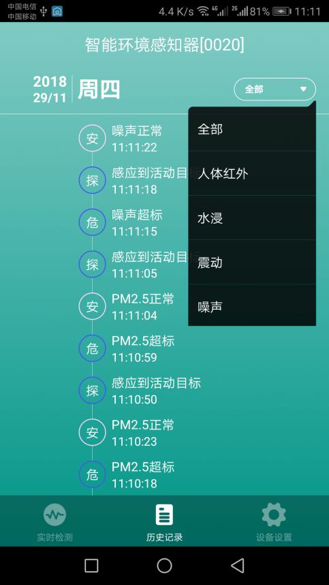 中国电信
中国移动
4.4 K/s
4G
2G
81%
11:11
智能环境感知器[0020]
2018
29/11
周四
全部
全部
人体红外
水浸
震动
噪声
安
噪声正常
11:11:22
探
感应到活动目
11:11:18
危
噪声超标
11:11:15
探
感应到活动目
11:11:05
安
PM2.5正常
11:11:04
危
PM2.5超标
11:10:59
探
感应到活动目标
11:10:50
安
PM2.5正常
11:10:23
危
PM2.5超标
11:10:18
实时检测
历史记录
设备设置